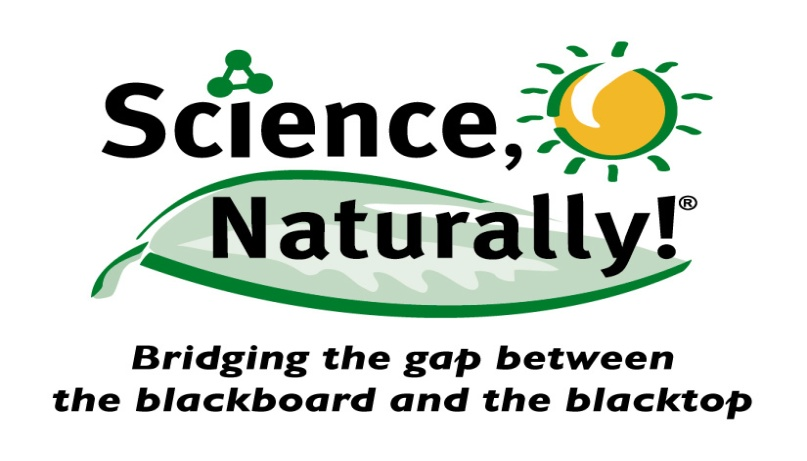 Science,
Naturally!®
Bridging the gap between
the blackboard and the blacktop